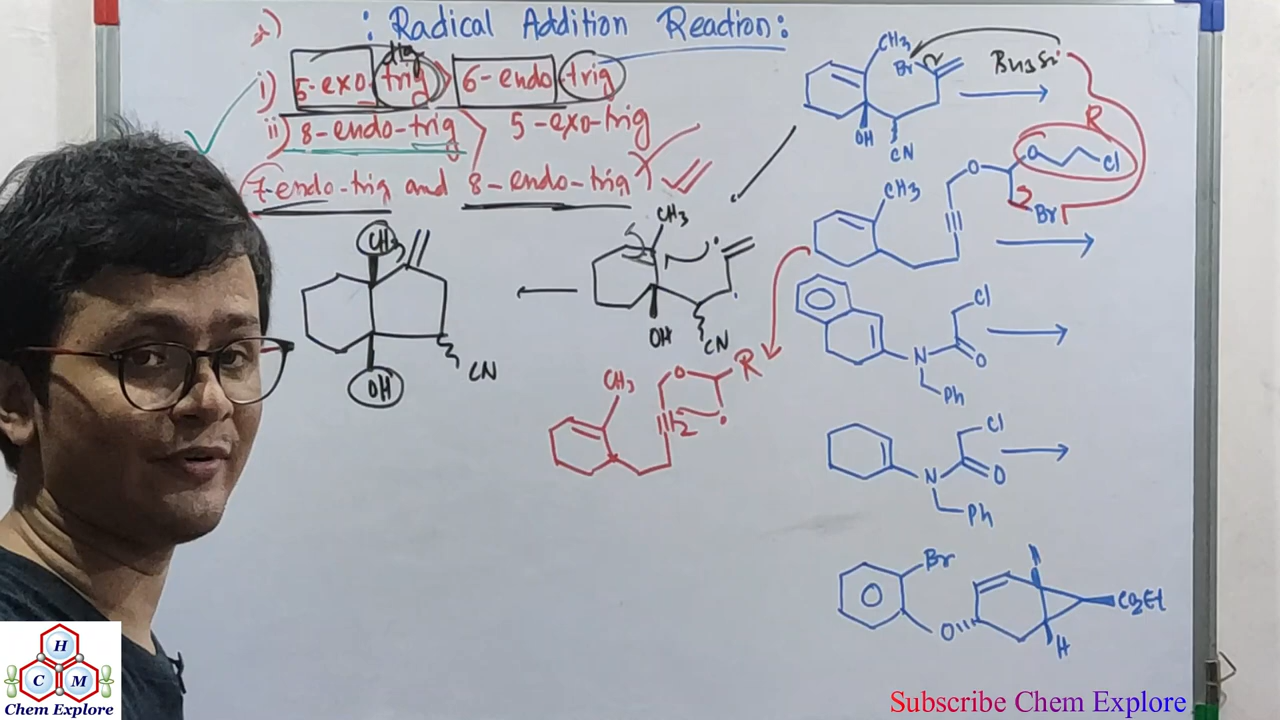 : Radical Addition Reaction:
dig
i) 5-exo trig > 6-endo trig
ii) 8-endo-trig > 5-exo-trig
7-endo-trig and 8-endo-trig
CH3
Br
OH
CN
Bu3Si
R
O
Cl
O
Br
CH3
Cl
N
O
Ph
Cl
N
O
Ph
Br
O
H
CO2Et
CH3
OH
CN
CH3
OH
CN
CH3
O
R
H
C M
Chem Explore
Subscribe Chem Explore